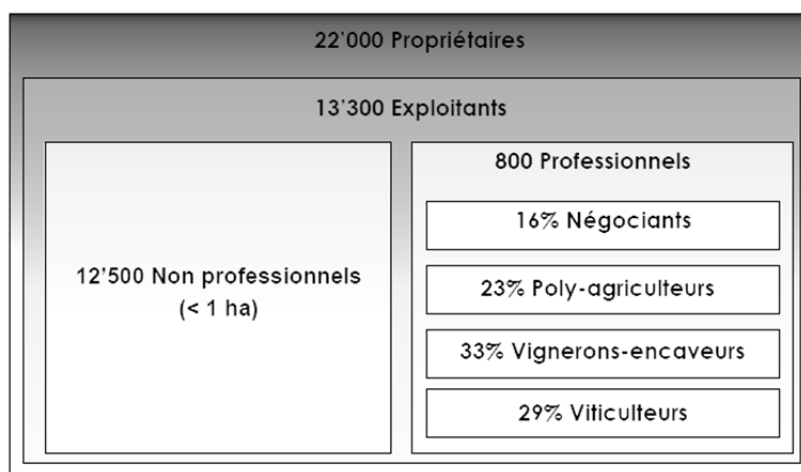 22’000 Propriétaires
13’300 Exploitants
12’500 Non professionnels
(< 1 ha)
800 Professionnels
16% Négociants
23% Poly-agriculteurs
33% Vignerons-encaveurs
29% Viticulteurs